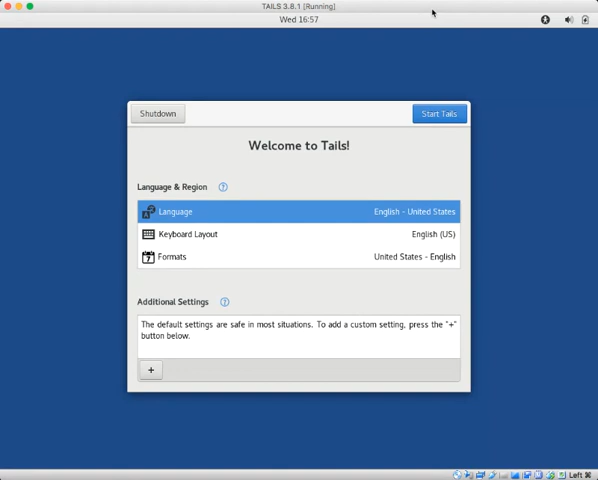 TAILS 3.8.1 [Running]
Wed 16:57
Shutdown
Start Tails
Welcome to Tails!
Language & Region ?
Language English - United States
Keyboard Layout English (US)
7 Formats United States - English
Additional Settings ?
The default settings are safe in most situations. To add a custom setting, press the "+"
button below.
+
Left ⌘